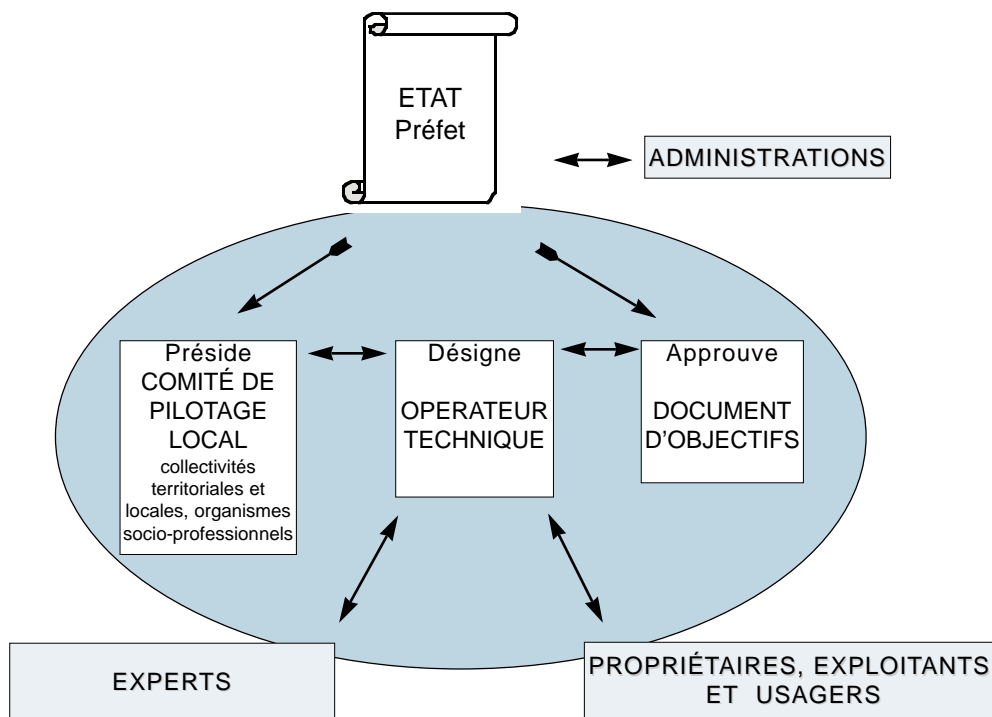 ETAT
Préfet
ADMINISTRATIONS
Préside
COMITÉ DE
PILOTAGE
LOCAL
collectivités
territoriales et
locales, organismes
socio-professionnels
Désigne
OPERATEUR
TECHNIQUE
Approuve
DOCUMENT
D'OBJECTIFS
EXPERTS
PROPRIÉTAIRES, EXPLOITANTS
ET USAGERS